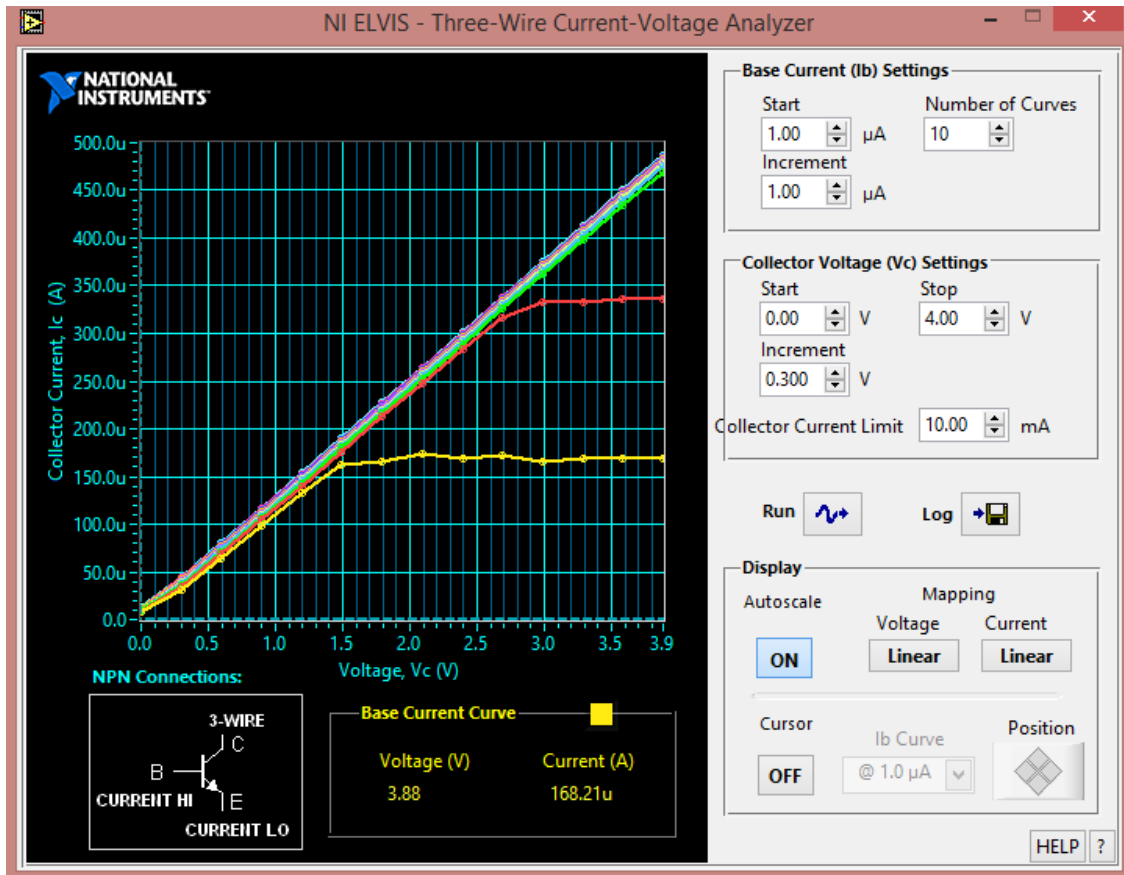 NI ELVIS - Three-Wire Current-Voltage Analyzer
NATIONAL
INSTRUMENTS
500.0u
450.0u
400.0u
350.0u
300.0u
250.0u
200.0u
150.0u
100.0u
50.0u
0.0
Collector Current, Ic (A)
0.0 0.5 1.0 1.5 2.0 2.5 3.0 3.5 3.9
Voltage, Vc (V)
NPN Connections:
3-WIRE
C
B
CURRENT HI
E
CURRENT LO
Base Current Curve
Voltage (V) Current (A)
3.88 168.21u
Base Current (Ib) Settings
Start Number of Curves
1.00 µA 10
Increment
1.00 µA
Collector Voltage (Vc) Settings
Start Stop
0.00 V 4.00 V
Increment
0.300 V
Collector Current Limit 10.00 mA
Run Log
Display
Autoscale Mapping
Voltage Current
ON Linear Linear
Cursor Ib Curve Position
OFF @ 1.0 µA
HELP ?